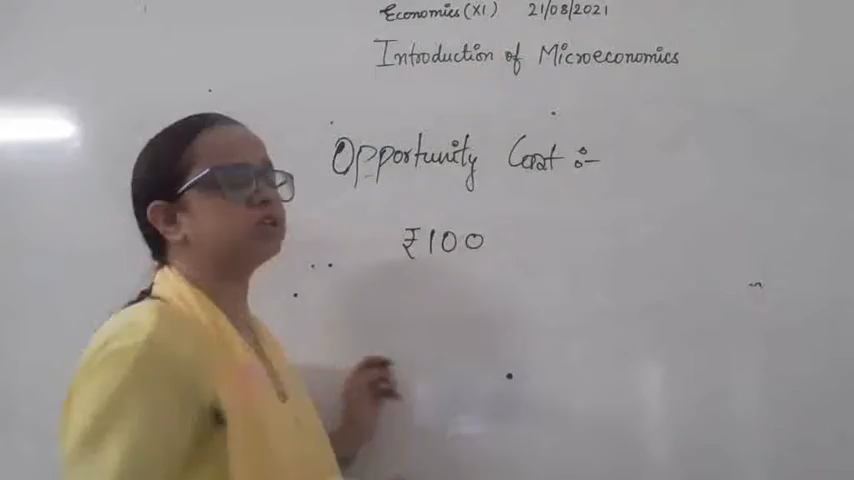 Economics (XI) 21/08/2021
Introduction of Microeconomics
Opportunity Cost :-
₹100